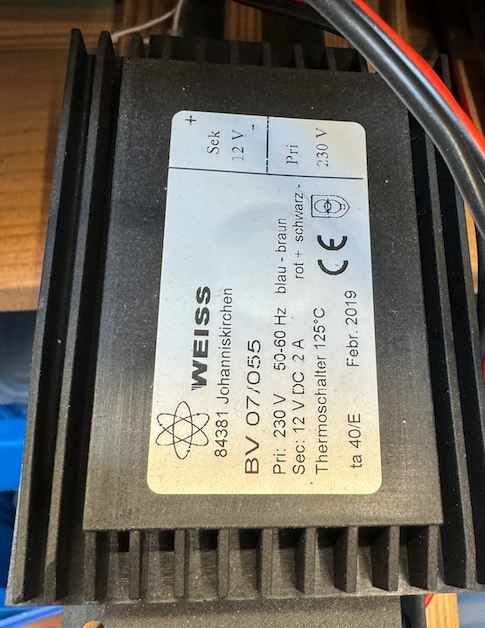 WEISS
84381 Johanniskirchen
BV 07/055
Pri: 230 V 50-60 Hz blau - braun
Sec: 12 V DC 2 A rot + schwarz -
Thermoschalter 125°C
ta 40/E Febr. 2019
CE
+ -
Sek
12 V
Pri
230 V